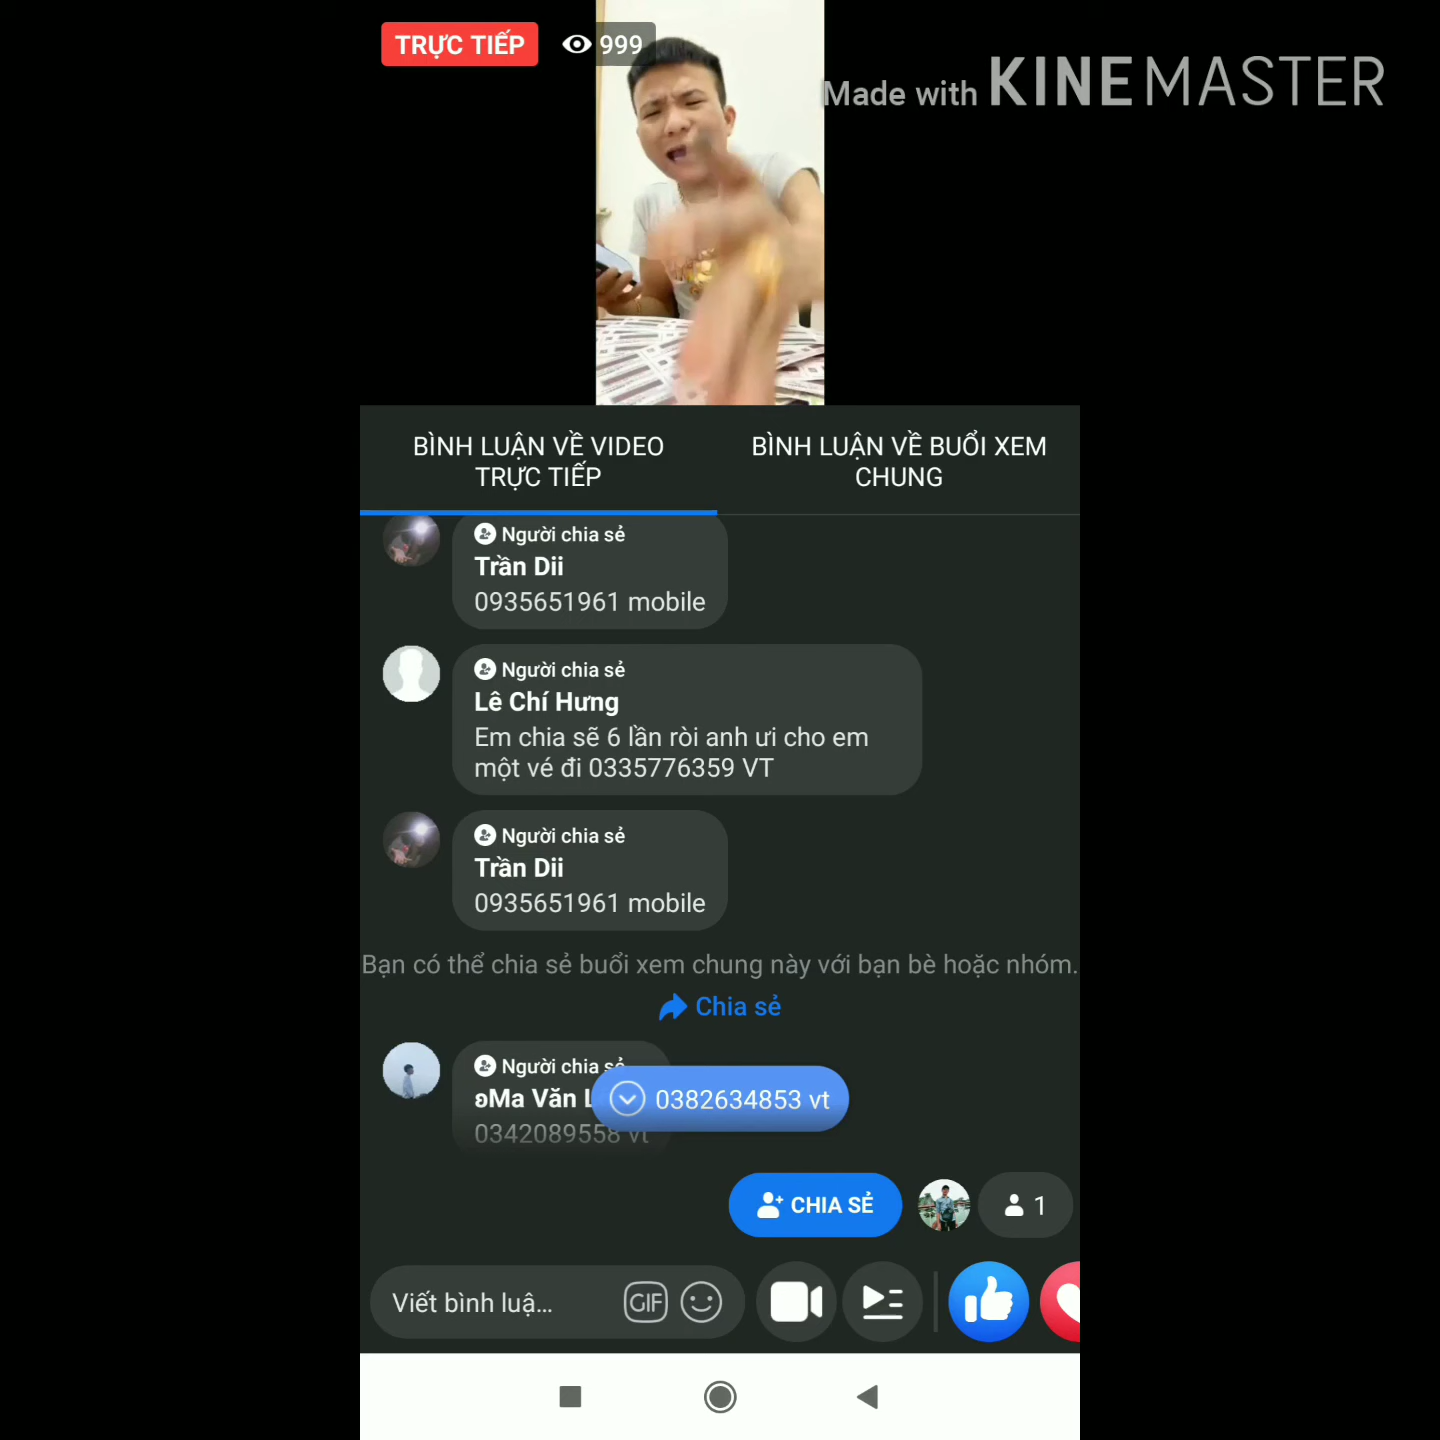 TRỰC TIẾP
999
Made with KINEMASTER
BÌNH LUẬN VỀ VIDEO
TRỰC TIẾP
BÌNH LUẬN VỀ BUỔI XEM
CHUNG
Người chia sẻ
Trần Dii
0935651961 mobile
Người chia sẻ
Lê Chí Hưng
Em chia sẽ 6 lần ròi anh ưi cho em
một vé đi 0335776359 VT
Người chia sẻ
Trần Dii
0935651961 mobile
Bạn có thể chia sẻ buổi xem chung này với bạn bè hoặc nhóm.
Chia sẻ
Người chia sẻ
ʚMa Văn
0382634853 vt
0342089558 vt
CHIA SẺ
1
Viết bình luậ...
GIF